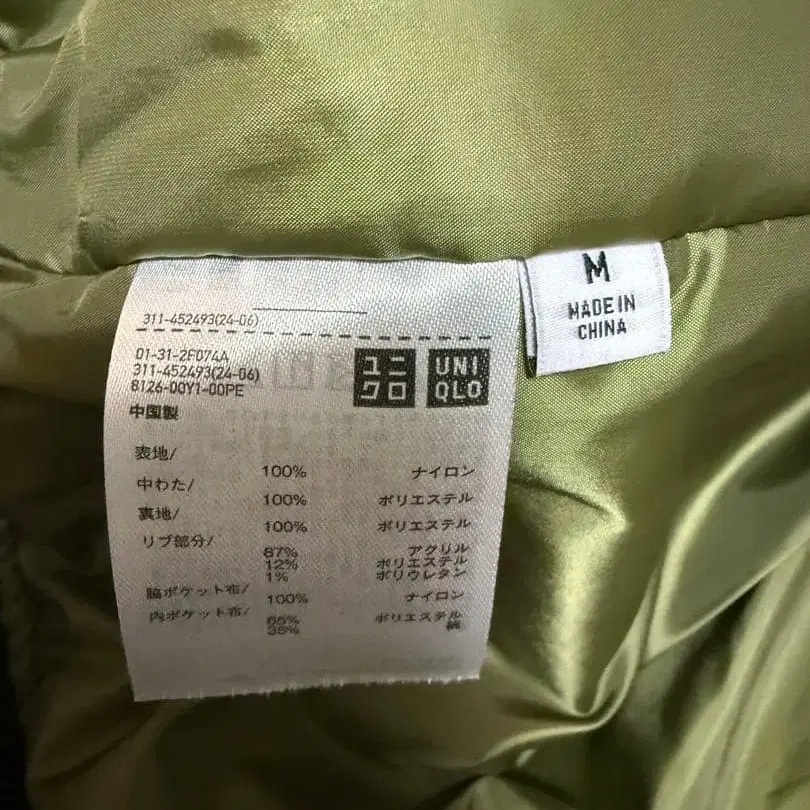 311-452493(24-06)
01-31-2F074A
311-452493(24-06)
8126-00Y1-00PE
中国製
ユニ
クロ
UNI
QLO
表地/
100% ナイロン
中わた/
100% ポリエステル
裏地/
100% ポリエステル
リブ部分/
87% アクリル
12% ポリエステル
1% ポリウレタン
脇ポケット布/
100% ナイロン
内ポケット布/
65% ポリエステル
35% 綿
M
MADE IN
CHINA